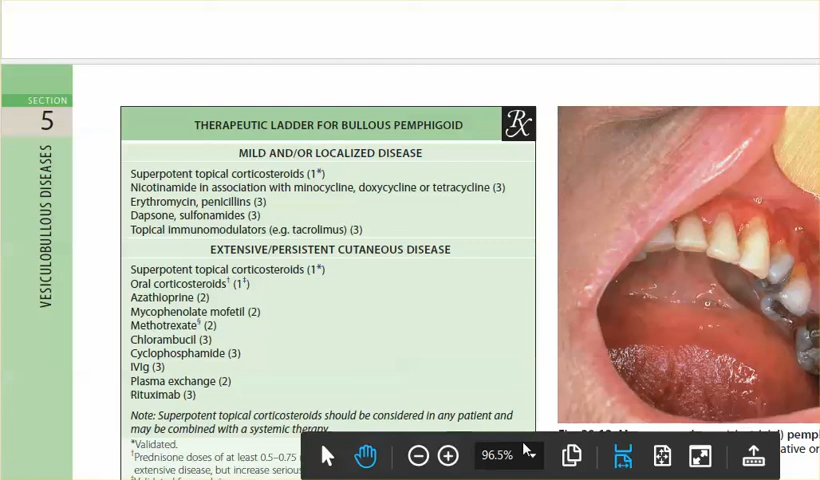 SECTION
5
VESICULOBULLOUS DISEASES
THERAPEUTIC LADDER FOR BULLOUS PEMPHIGOID
Rx
MILD AND/OR LOCALIZED DISEASE
Superpotent topical corticosteroids (1*)
Nicotinamide in association with minocycline, doxycycline or tetracycline (3)
Erythromycin, penicillins (3)
Dapsone, sulfonamides (3)
Topical immunomodulators (e.g. tacrolimus) (3)
EXTENSIVE/PERSISTENT CUTANEOUS DISEASE
Superpotent topical corticosteroids (1*)
Oral corticosteroids† (1‡)
Azathioprine (2)
Mycophenolate mofetil (2)
Methotrexate§ (2)
Chlorambucil (3)
Cyclophosphamide (3)
IVIg (3)
Plasma exchange (2)
Rituximab (3)
Note: Superpotent topical corticosteroids should be considered in any patient and
may be combined with a systemic therapy.
*Validated.
†Prednisone doses of at least 0.5–0.75
extensive disease, but increase
96.5%